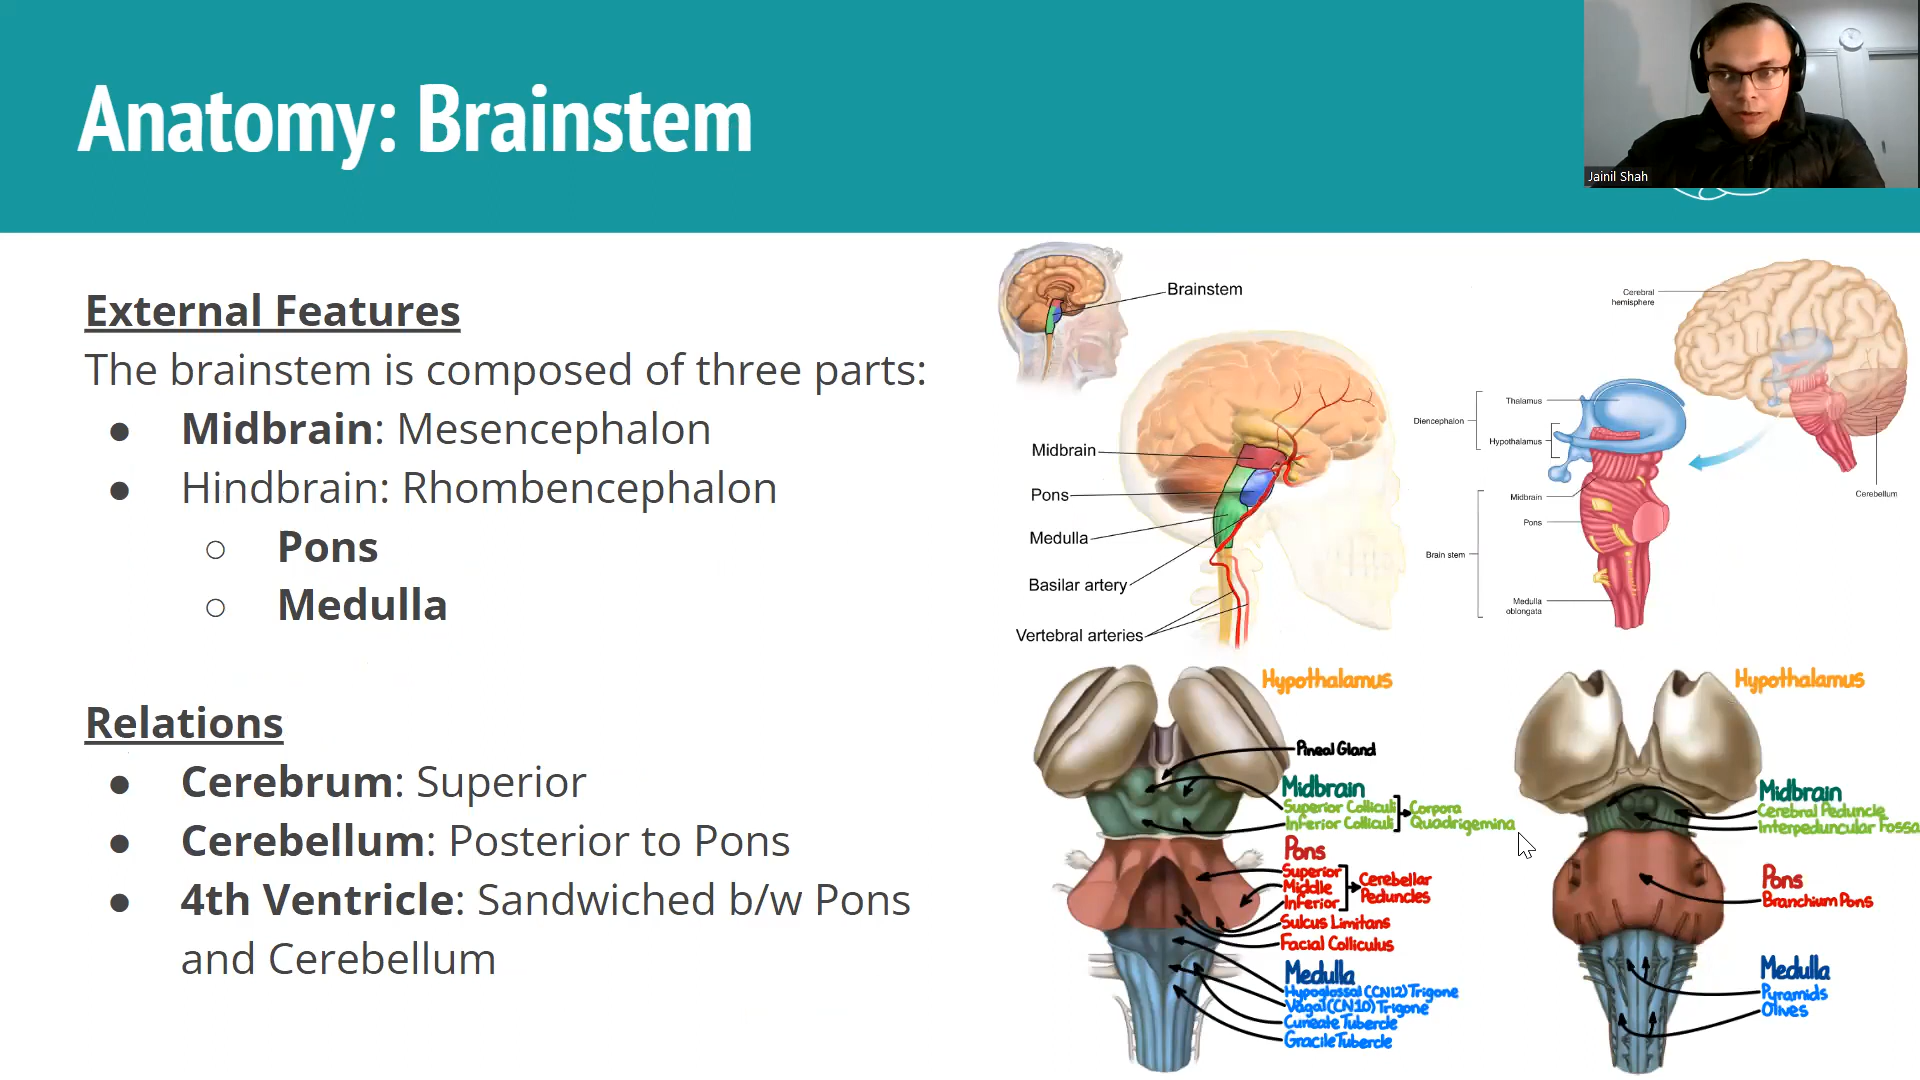 Anatomy: Brainstem
Jainil Shah
External Features
The brainstem is composed of three parts:
● Midbrain: Mesencephalon
● Hindbrain: Rhombencephalon
○ Pons
○ Medulla
Relations
● Cerebrum: Superior
● Cerebellum: Posterior to Pons
● 4th Ventricle: Sandwiched b/w Pons
and Cerebellum
Brainstem
Midbrain
Pons
Medulla
Basilar artery
Vertebral arteries
Cerebral
hemisphere
Thalamus
Diencephalon
Hypothalamus
Midbrain
Pons
Brain stem
Medulla
oblongata
Cerebellum
Hypothalamus
Pineal Gland
Midbrain
Superior Colliculi
Inferior Colliculi
Corpora
Quadrigemina
Pons
Superior
Middle
Inferior
Cerebellar
Peduncles
Sulcus Limitans
Facial Colliculus
Medulla
Hypoglossal (CN12) Trigone
Vagal (CN10) Trigone
Cuneate Tubercle
Gracile Tubercle
Hypothalamus
Midbrain
Cerebral Peduncle
Interpeduncular Fossa
Pons
Branchium Pons
Medulla
Pyramids
Olives